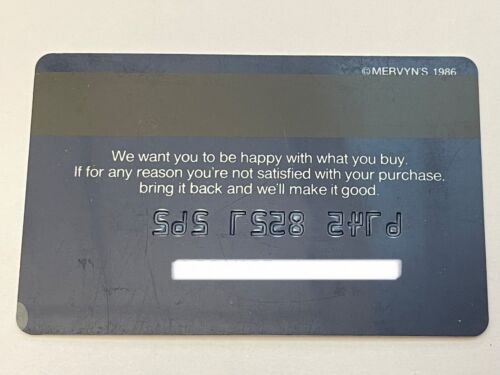 ©MERVYN'S 1986
We want you to be happy with what you buy.
If for any reason you're not satisfied with your purchase,
bring it back and we'll make it good.